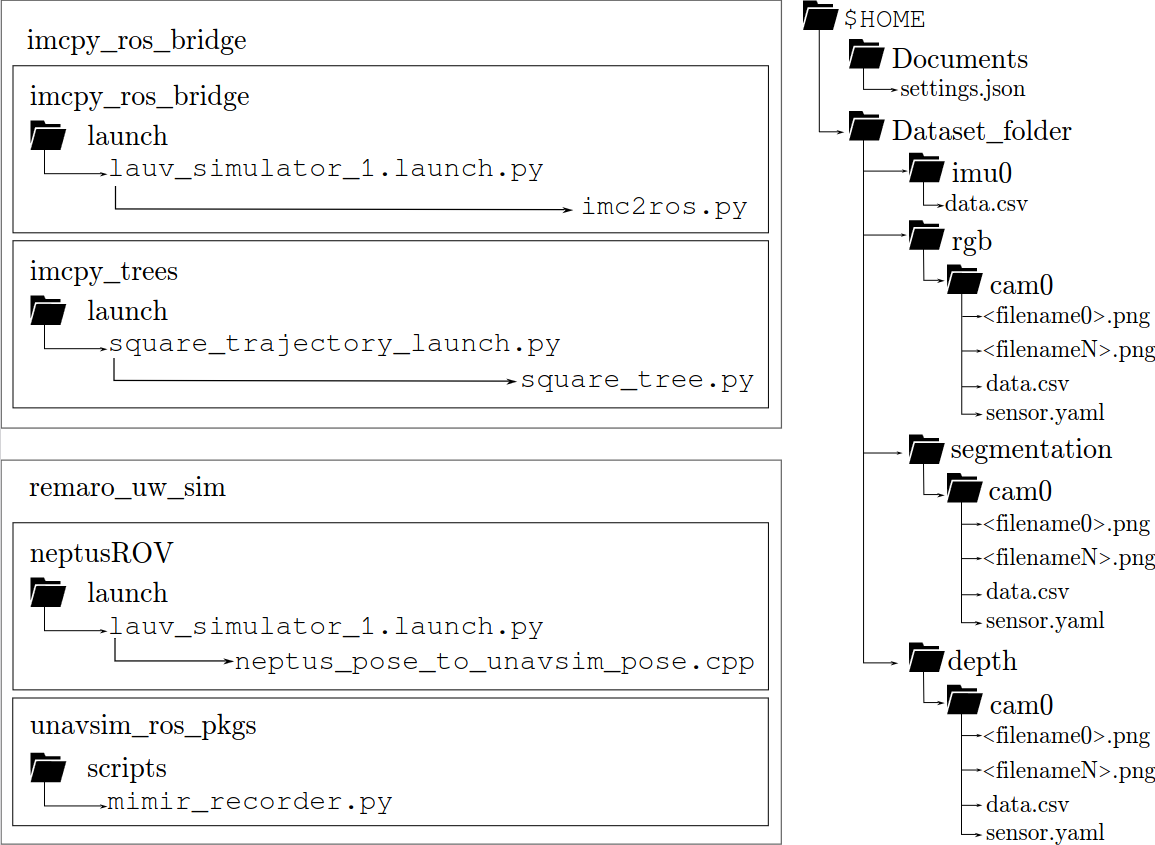 imcpy_ros_bridge
imcpy_ros_bridge
launch
lauv_simulator_1.launch.py
imc2ros.py
imcpy_trees
launch
square_trajectory_launch.py
square_tree.py
remaro_uw_sim
neptusROV
launch
lauv_simulator_1.launch.py
neptus_pose_to_unavsim_pose.cpp
unavsim_ros_pkgs
scripts
mimir_recorder.py
$HOME
Documents
settings.json
Dataset_folder
imu0
data.csv
rgb
cam0
<filename0>.png
<filenameN>.png
data.csv
sensor.yaml
segmentation
cam0
<filename0>.png
<filenameN>.png
data.csv
sensor.yaml
depth
cam0
<filename0>.png
<filenameN>.png
data.csv
sensor.yaml